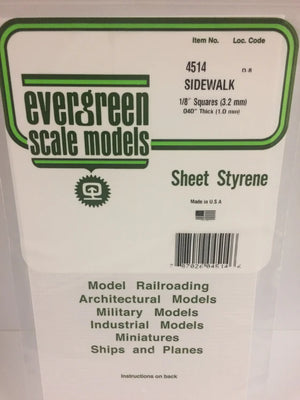 Item No. Loc. Code
4514
SIDEWALK
1/8" Squares (3.2 mm)
.040" Thick (1.0 mm)
evergreen
scale models
Sheet Styrene
Made in U.S.A
Model Railroading
Architectural Models
Military Models
Industrial Models
Miniatures
Ships and Planes
Instructions on back